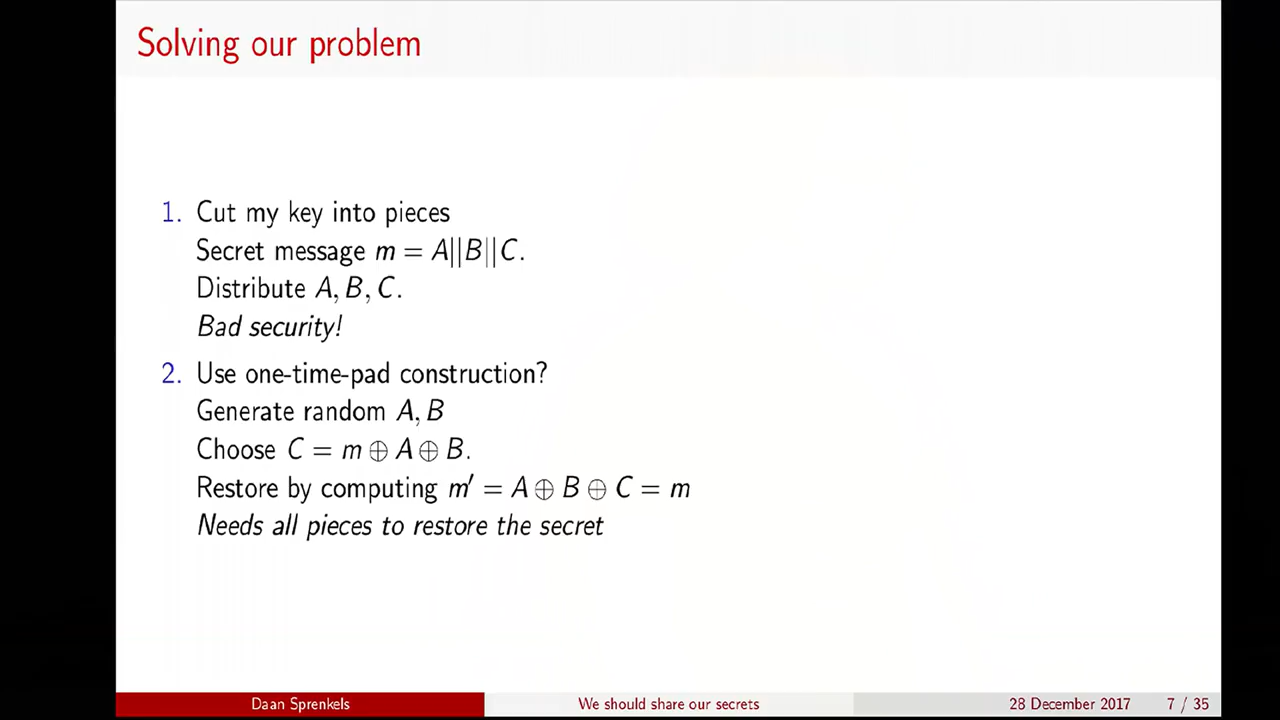 Solving our problem
1. Cut my key into pieces
Secret message m = A||B||C.
Distribute A, B, C.
Bad security!
2. Use one-time-pad construction?
Generate random A, B
Choose C = m ⊕ A ⊕ B.
Restore by computing m′ = A ⊕ B ⊕ C = m
Needs all pieces to restore the secret
Daan Sprenkels We should share our secrets 28 December 2017 7 / 35